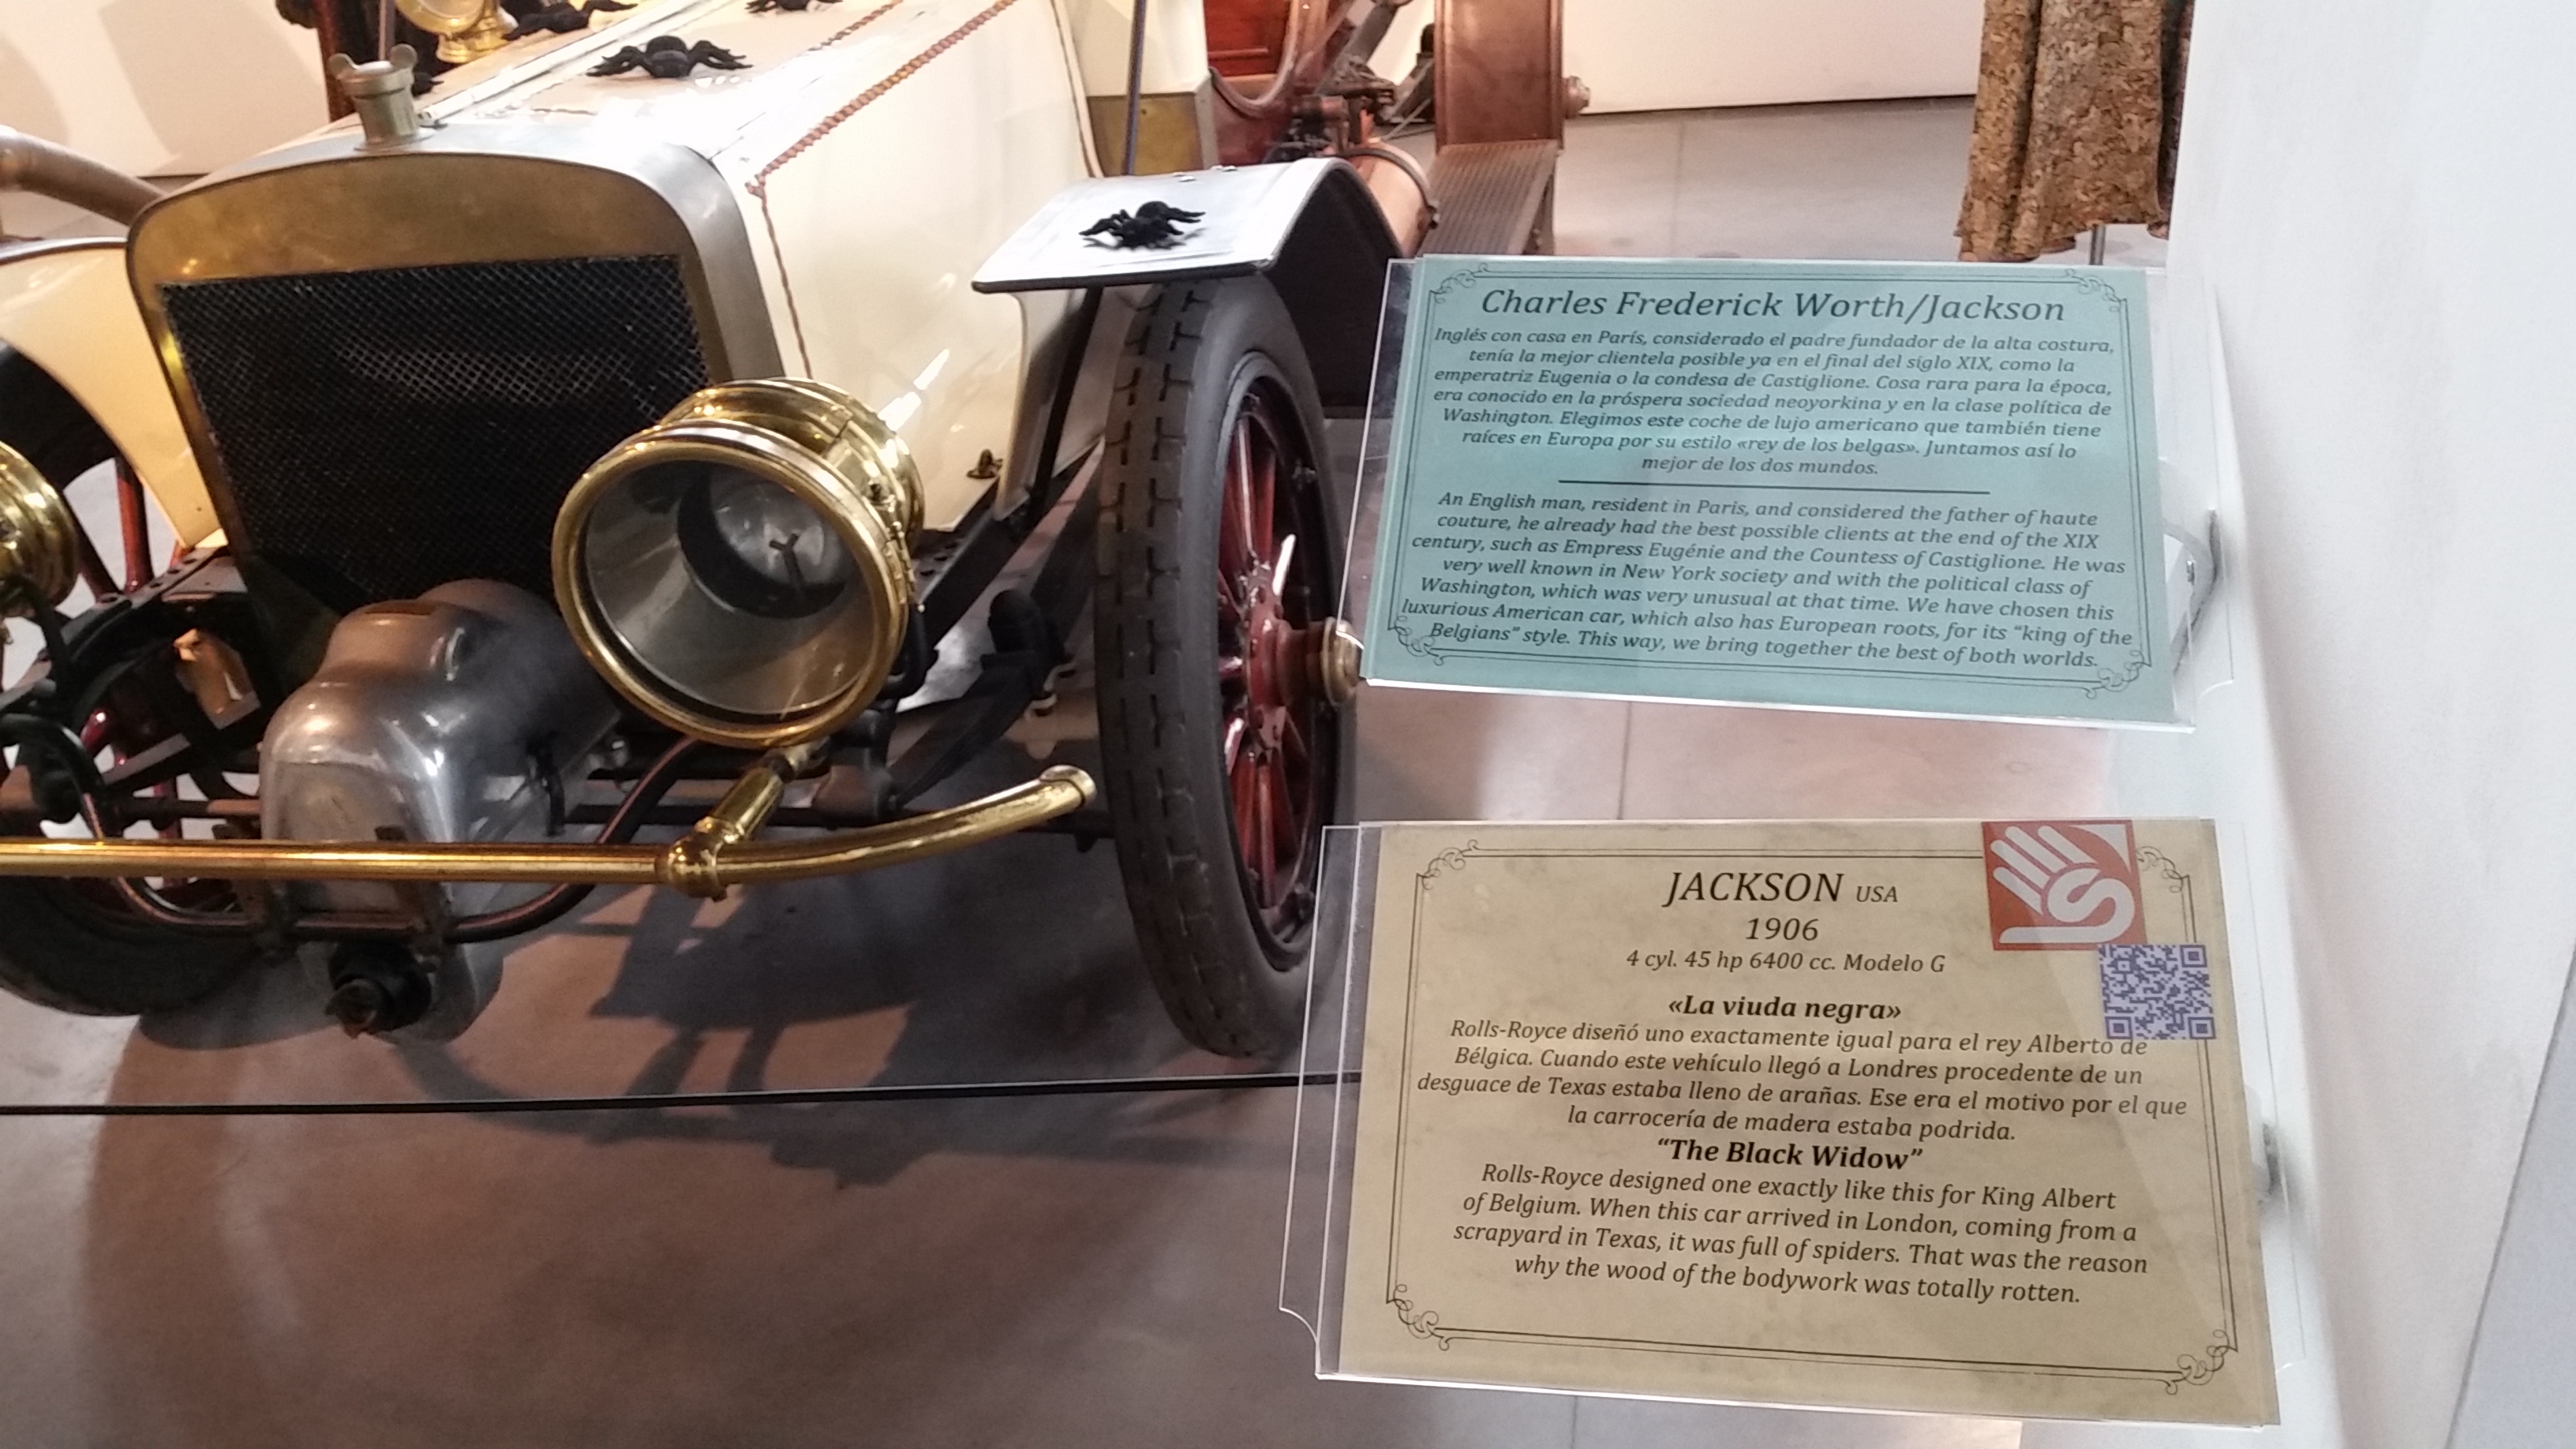 Charles Frederick Worth/Jackson
Inglés con casa en París, considerado el padre fundador de la alta costura,
tenía la mejor clientela posible ya en el final del siglo XIX, como la
emperatriz Eugenia o la condesa de Castiglione. Cosa rara para la época,
era conocido en la próspera sociedad neoyorkina y en la clase política de
Washington. Elegimos este coche de lujo americano que también tiene
raíces en Europa por su estilo «rey de los belgas». Juntamos así lo
mejor de los dos mundos.
An English man, resident in Paris, and considered the father of haute
couture, he already had the best possible clients at the end of the XIX
century, such as Empress Eugénie and the Countess of Castiglione. He was
very well known in New York society and with the political class of
Washington, which was very unusual at that time. We have chosen this
luxurious American car, which also has European roots, for its “king of the
Belgians” style. This way, we bring together the best of both worlds.
JACKSON USA
1906
4 cyl. 45 hp 6400 cc. Modelo G
«La viuda negra»
Rolls-Royce diseñó uno exactamente igual para el rey Alberto de
Bélgica. Cuando este vehículo llegó a Londres procedente de un
desguace de Texas estaba lleno de arañas. Ese era el motivo por el que
la carrocería de madera estaba podrida.
“The Black Widow”
Rolls-Royce designed one exactly like this for King Albert
of Belgium. When this car arrived in London, coming from a
scrapyard in Texas, it was full of spiders. That was the reason
why the wood of the bodywork was totally rotten.